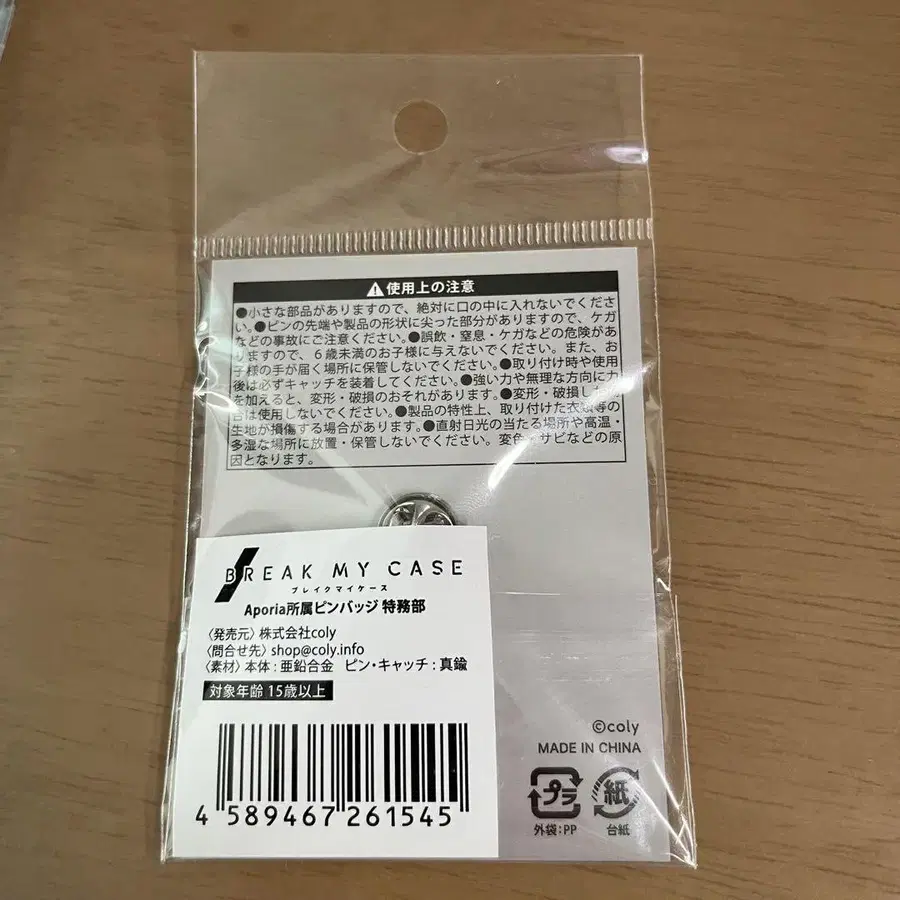 使用上の注意
●小さな部品がありますので、絶対に口の中に入れないでくださ
い。●ピンの先端や製品の形状に尖った部分がありますので、ケガ
などの事故にご注意ください。●誤飲・窒息・ケガなどの危険があ
りますので、6歳未満のお子様に与えないでください。また、お
子様の手が届く場所に保管しないでください。●取り付け時や使用
後は必ずキャッチを装着してください。●強い力や無理な方向に力
を加えると、変形・破損のおそれがあります。●変形・破損した
合は使用しないでください。●製品の特性上、取り付けた衣類等の
生地が損傷する場合があります。●直射日光の当たる場所や高温・
多湿な場所に放置・保管しないでください。変色やサビなどの原
因となります。
BREAK MY CASE
ブレイクマイケース
Aporia所属ピンバッジ 特務部
〈発売元〉株式会社coly
〈問合せ先〉shop@coly.info
〈素材〉本体:亜鉛合金 ピン・キャッチ:真鍮
対象年齢 15歳以上
4 589467 261545
©coly
MADE IN CHINA
プラ 紙
外袋:PP 台紙